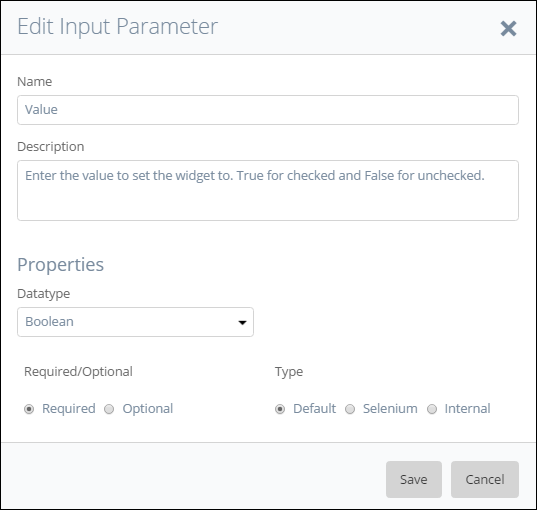 Edit Input Parameter
Name
Value
Description
Enter the value to set the widget to. True for checked and False for unchecked.
Properties
Datatype
Boolean
Required/Optional Type
Required Optional Default Selenium Internal
Save Cancel